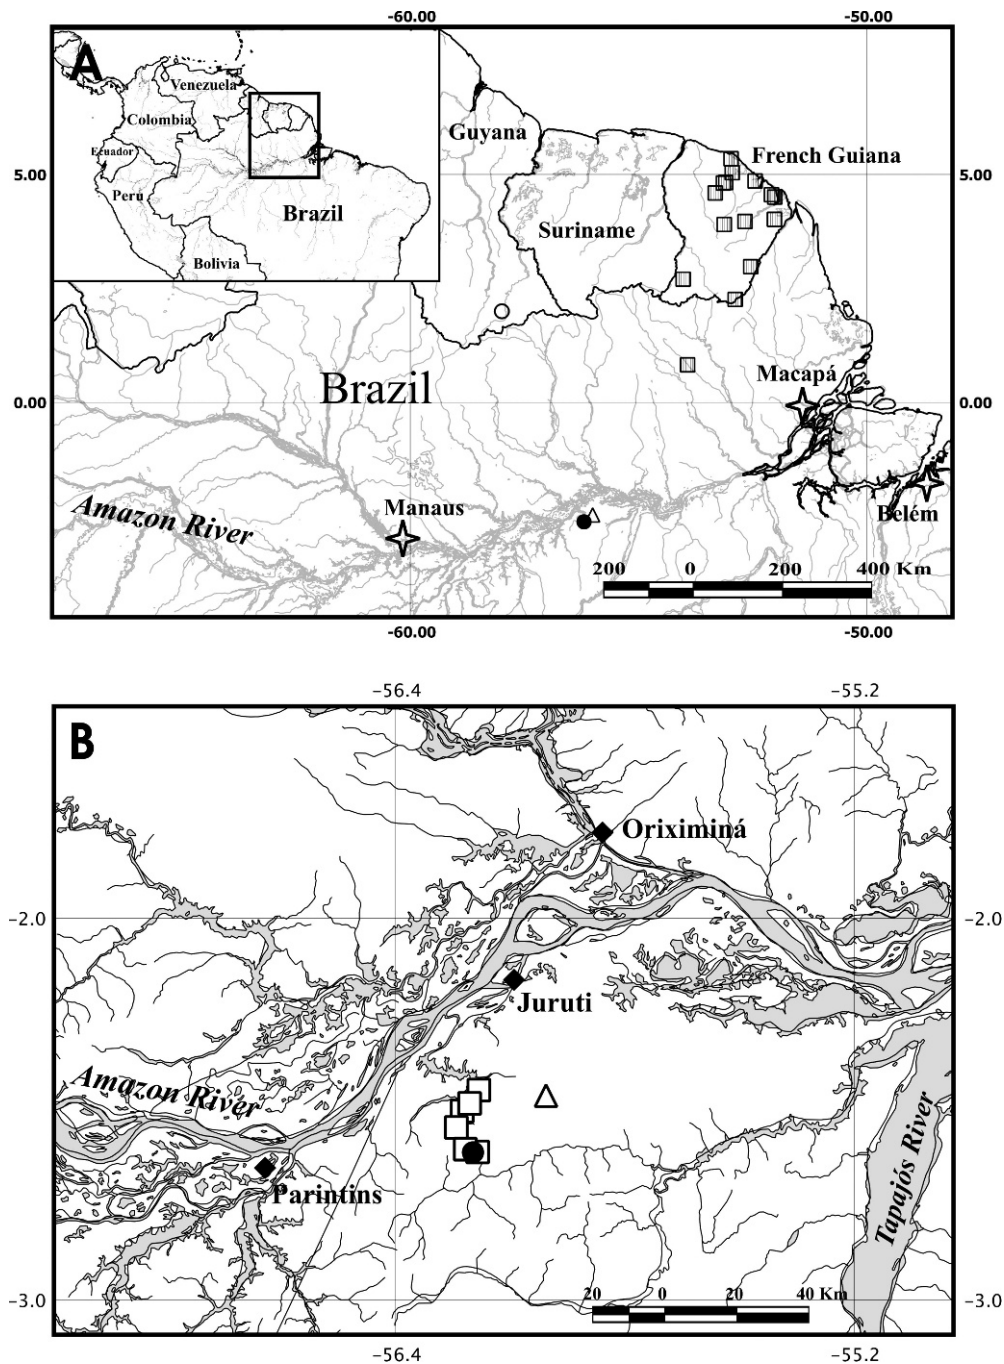 -60.00 -50.00
A
Venezuela
Colombia
Ecuador
Peru
Brazil
Bolivia
Guyana
Suriname
French Guiana
5.00 5.00
Brazil
Macapá
0.00 0.00
Amazon River
Manaus
Belém
200 0 200 400 Km
-60.00 -50.00
-56.4 -55.2
B
Oriximiná
-2.0 -2.0
Juruti
Amazon River
Parintins
Tapajós River
20 0 20 40 Km
-3.0 -3.0
-56.4 -55.2